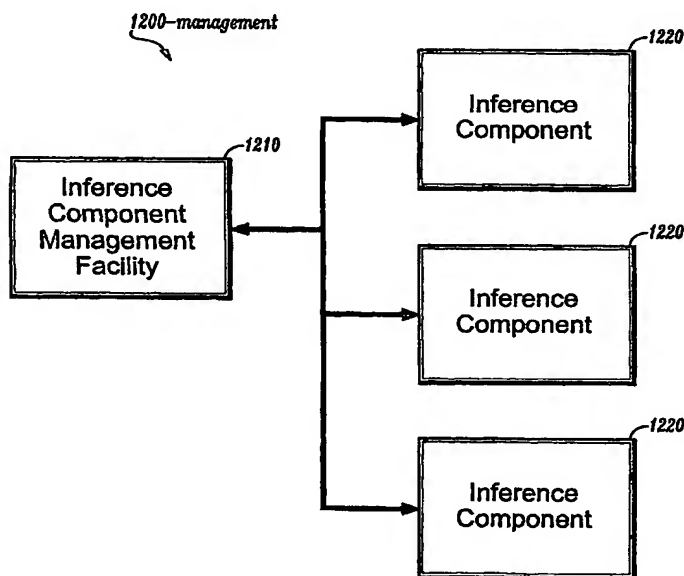 1200-management
1210
Inference
Component
Management
Facility
1220
Inference
Component
1220
Inference
Component
1220
Inference
Component